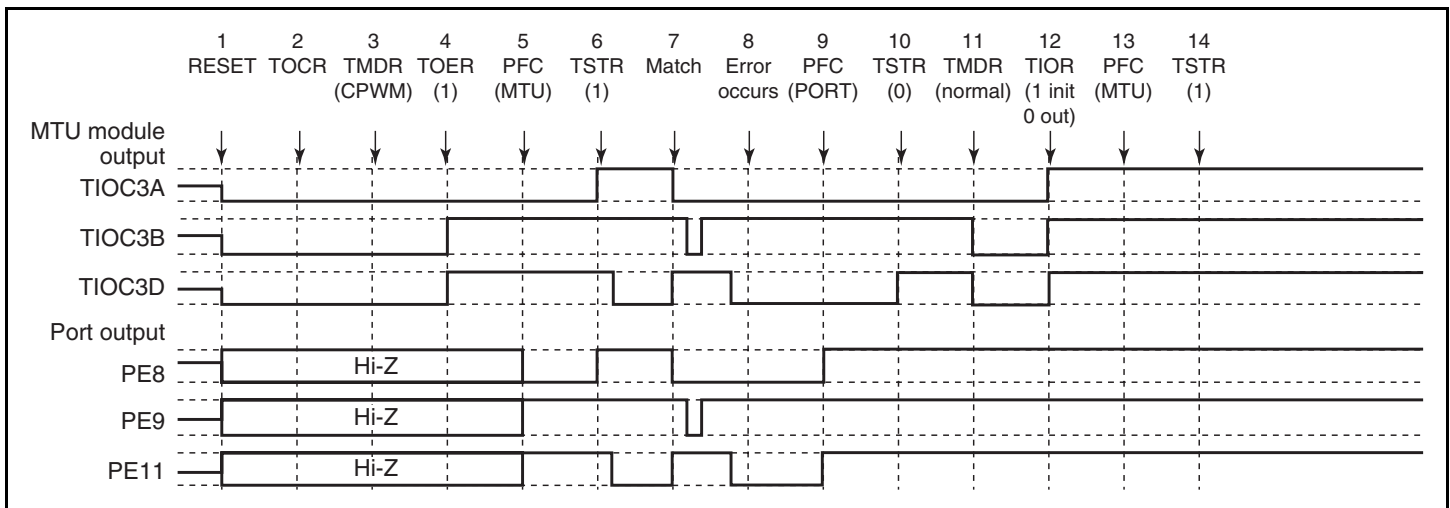 1 2 3 4 5 6 7 8 9 10 11 12 13 14
RESET TOCR TMDR TOER PFC TSTR Match Error PFC TSTR TMDR TIOR PFC TSTR
(CPWM) (1) (MTU) (1) occurs (PORT) (0) (normal) (1 init (MTU) (1)
0 out)
MTU module
output
TIOC3A
TIOC3B
TIOC3D
Port output
PE8 Hi-Z
PE9 Hi-Z
PE11 Hi-Z